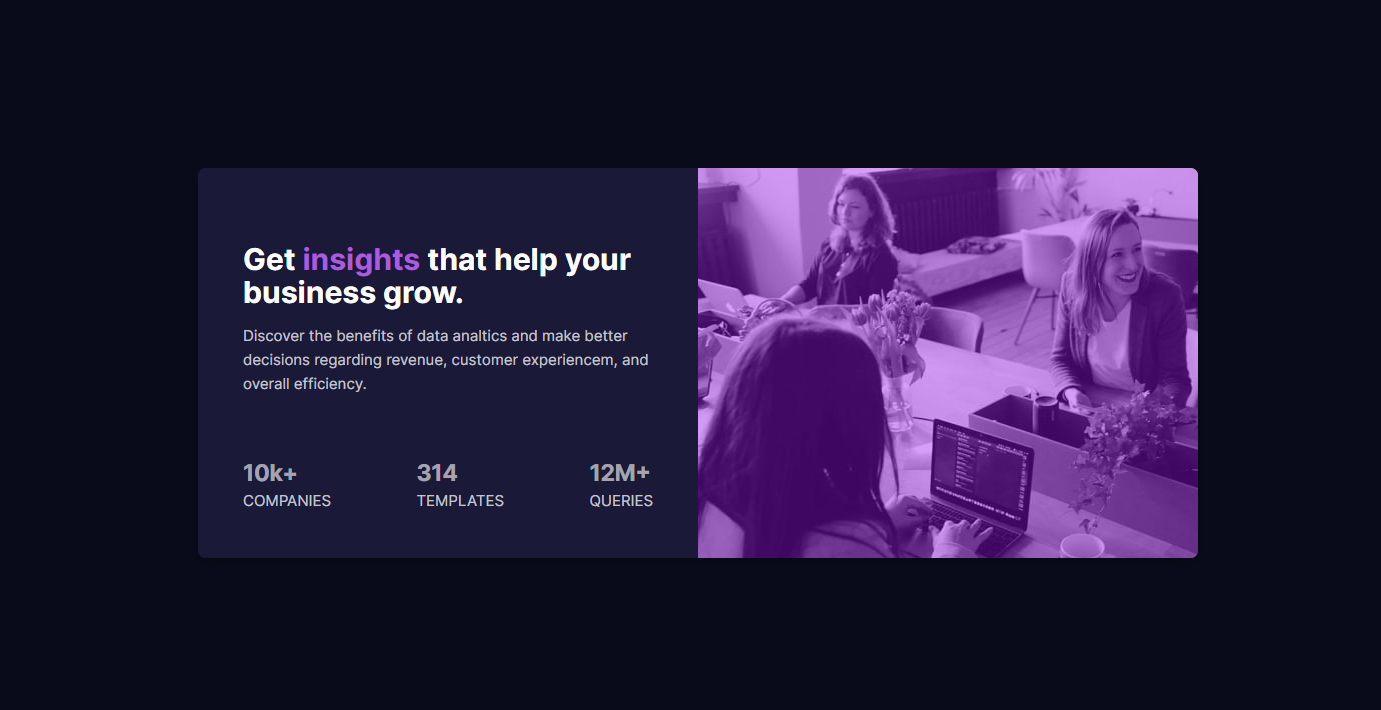 Get insights that help your
business grow.
Discover the benefits of data analtics and make better
decisions regarding revenue, customer experiencem, and
overall efficiency.
10k+ 314 12M+
COMPANIES TEMPLATES QUERIES